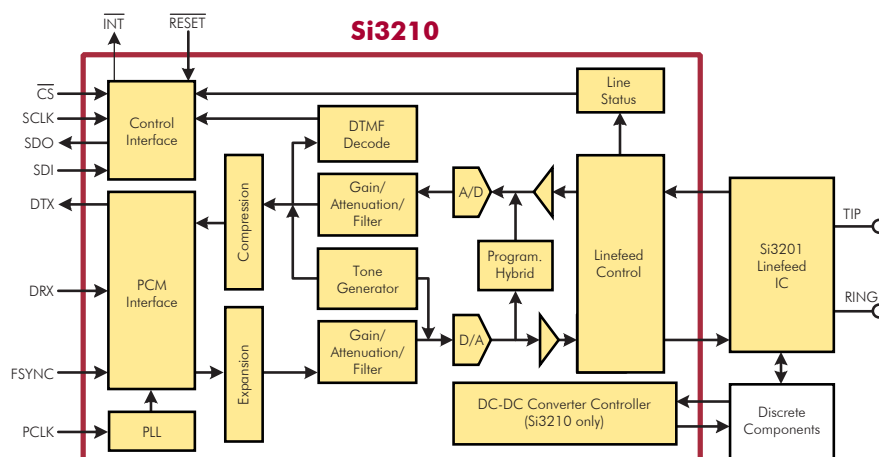 INT
RESET
Si3210
CS
SCLK
SDO
SDI
DTX
DRX
FSYNC
PCLK
Control
Interface
PCM
Interface
PLL
Compression
Expansion
DTMF
Decode
Gain/
Attenuation/
Filter
Tone
Generator
Gain/
Attenuation/
Filter
A/D
Program.
Hybrid
D/A
Line
Status
Linefeed
Control
DC-DC Converter Controller
(Si3210 only)
Si3201
Linefeed
IC
TIP
RING
Discrete
Components